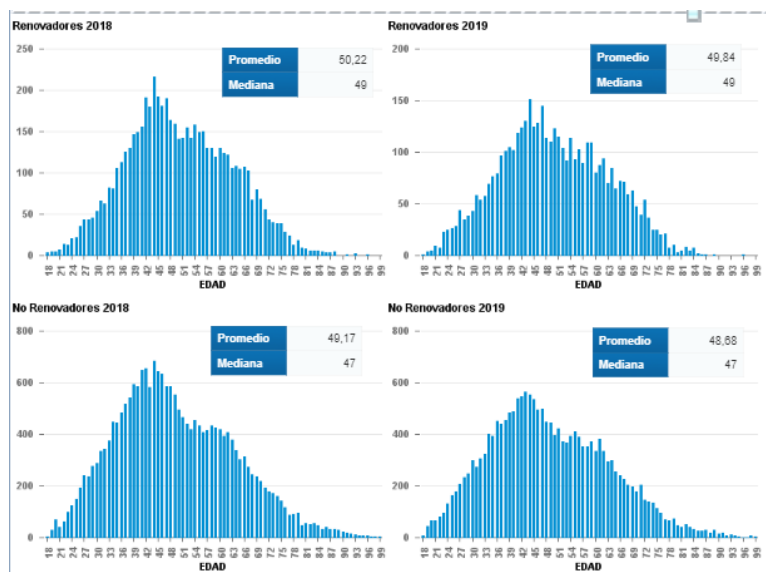 Renovadores 2018
Promedio 50,22
Mediana 49
250
200
150
100
50
0
18 21 24 27 30 33 36 39 42 45 48 51 54 57 60 63 66 69 72 75 78 81 84 87 90 93 96 99
EDAD
Renovadores 2019
Promedio 49,84
Mediana 49
200
150
100
50
0
18 21 24 27 30 33 36 39 42 45 48 51 54 57 60 63 66 69 72 75 78 81 84 87 90 93 96 99
EDAD
No Renovadores 2018
Promedio 49,17
Mediana 47
800
600
400
200
0
18 21 24 27 30 33 36 39 42 45 48 51 54 57 60 63 66 69 72 75 78 81 84 87 90 93 96 99
EDAD
No Renovadores 2019
Promedio 48,68
Mediana 47
800
600
400
200
0
18 21 24 27 30 33 36 39 42 45 48 51 54 57 60 63 66 69 72 75 78 81 84 87 90 93 96 99
EDAD